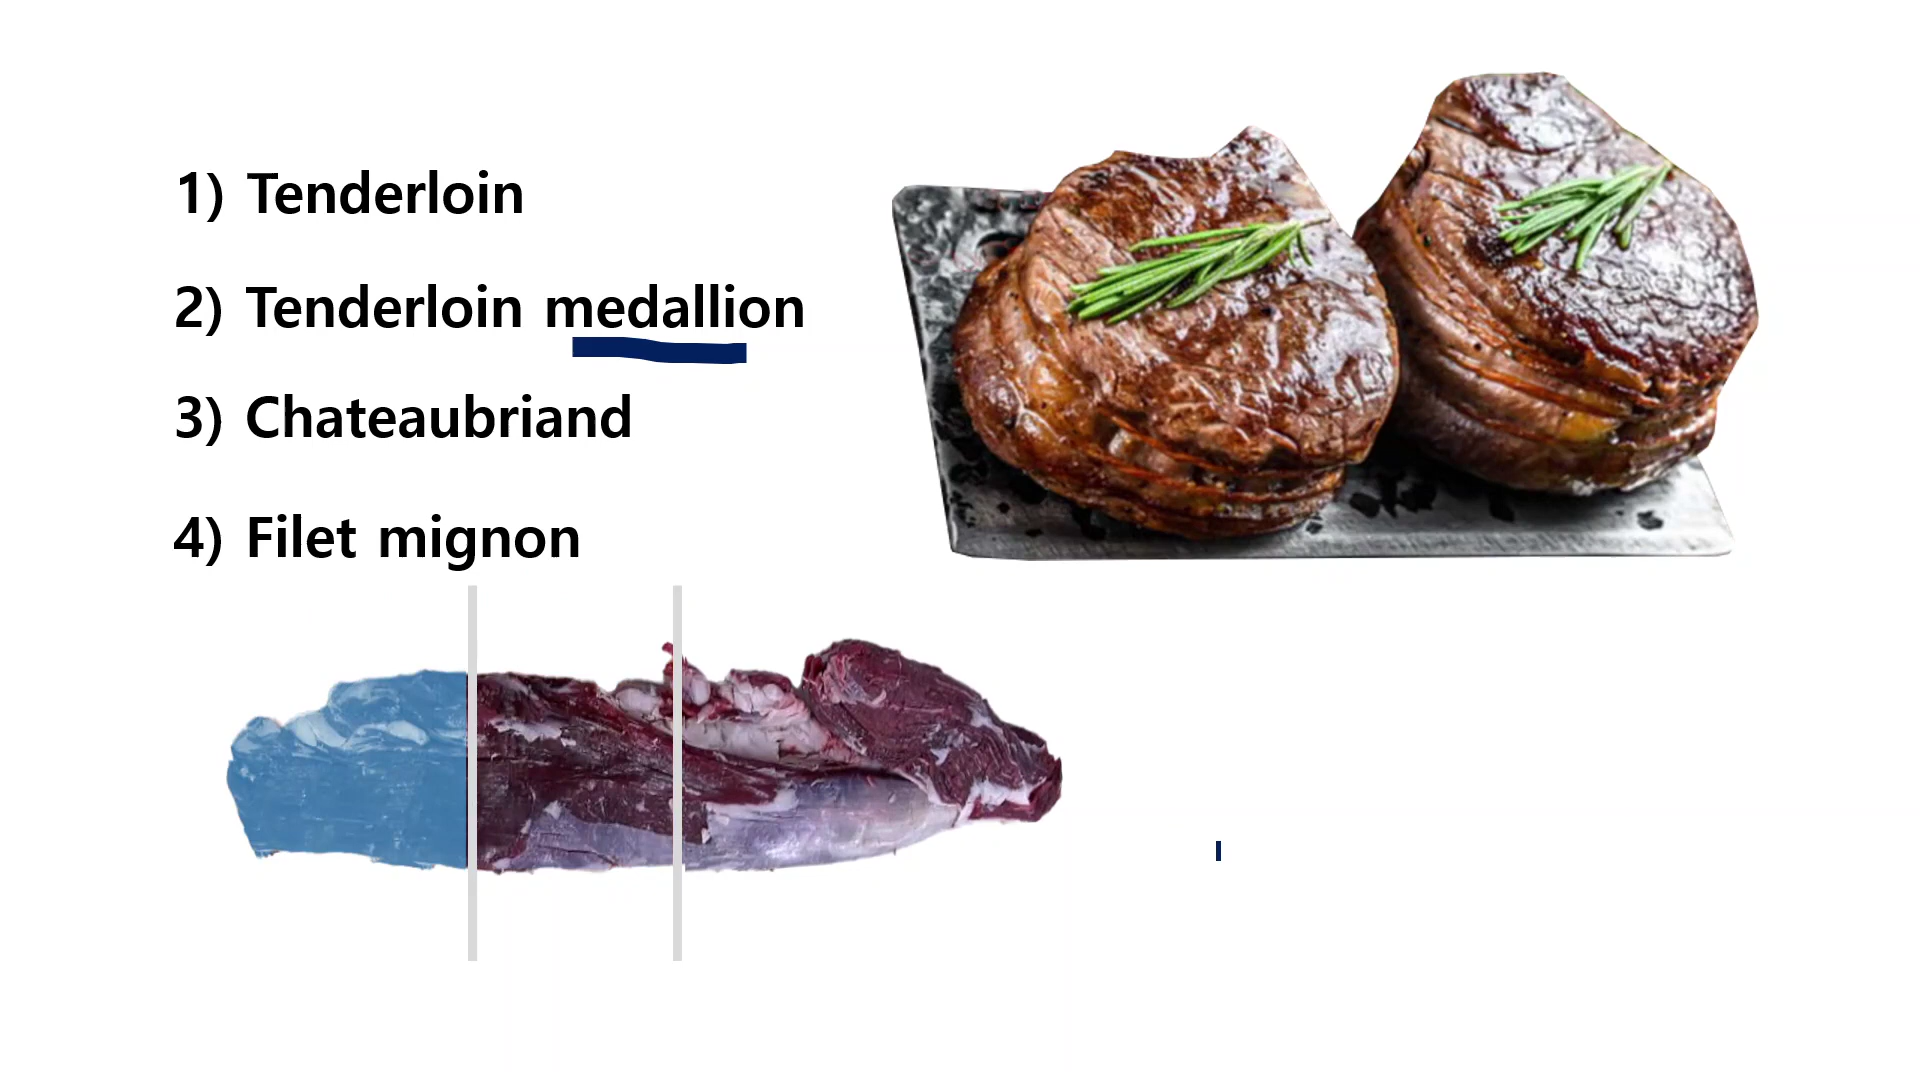 1) Tenderloin
2) Tenderloin medallion
3) Chateaubriand
4) Filet mignon